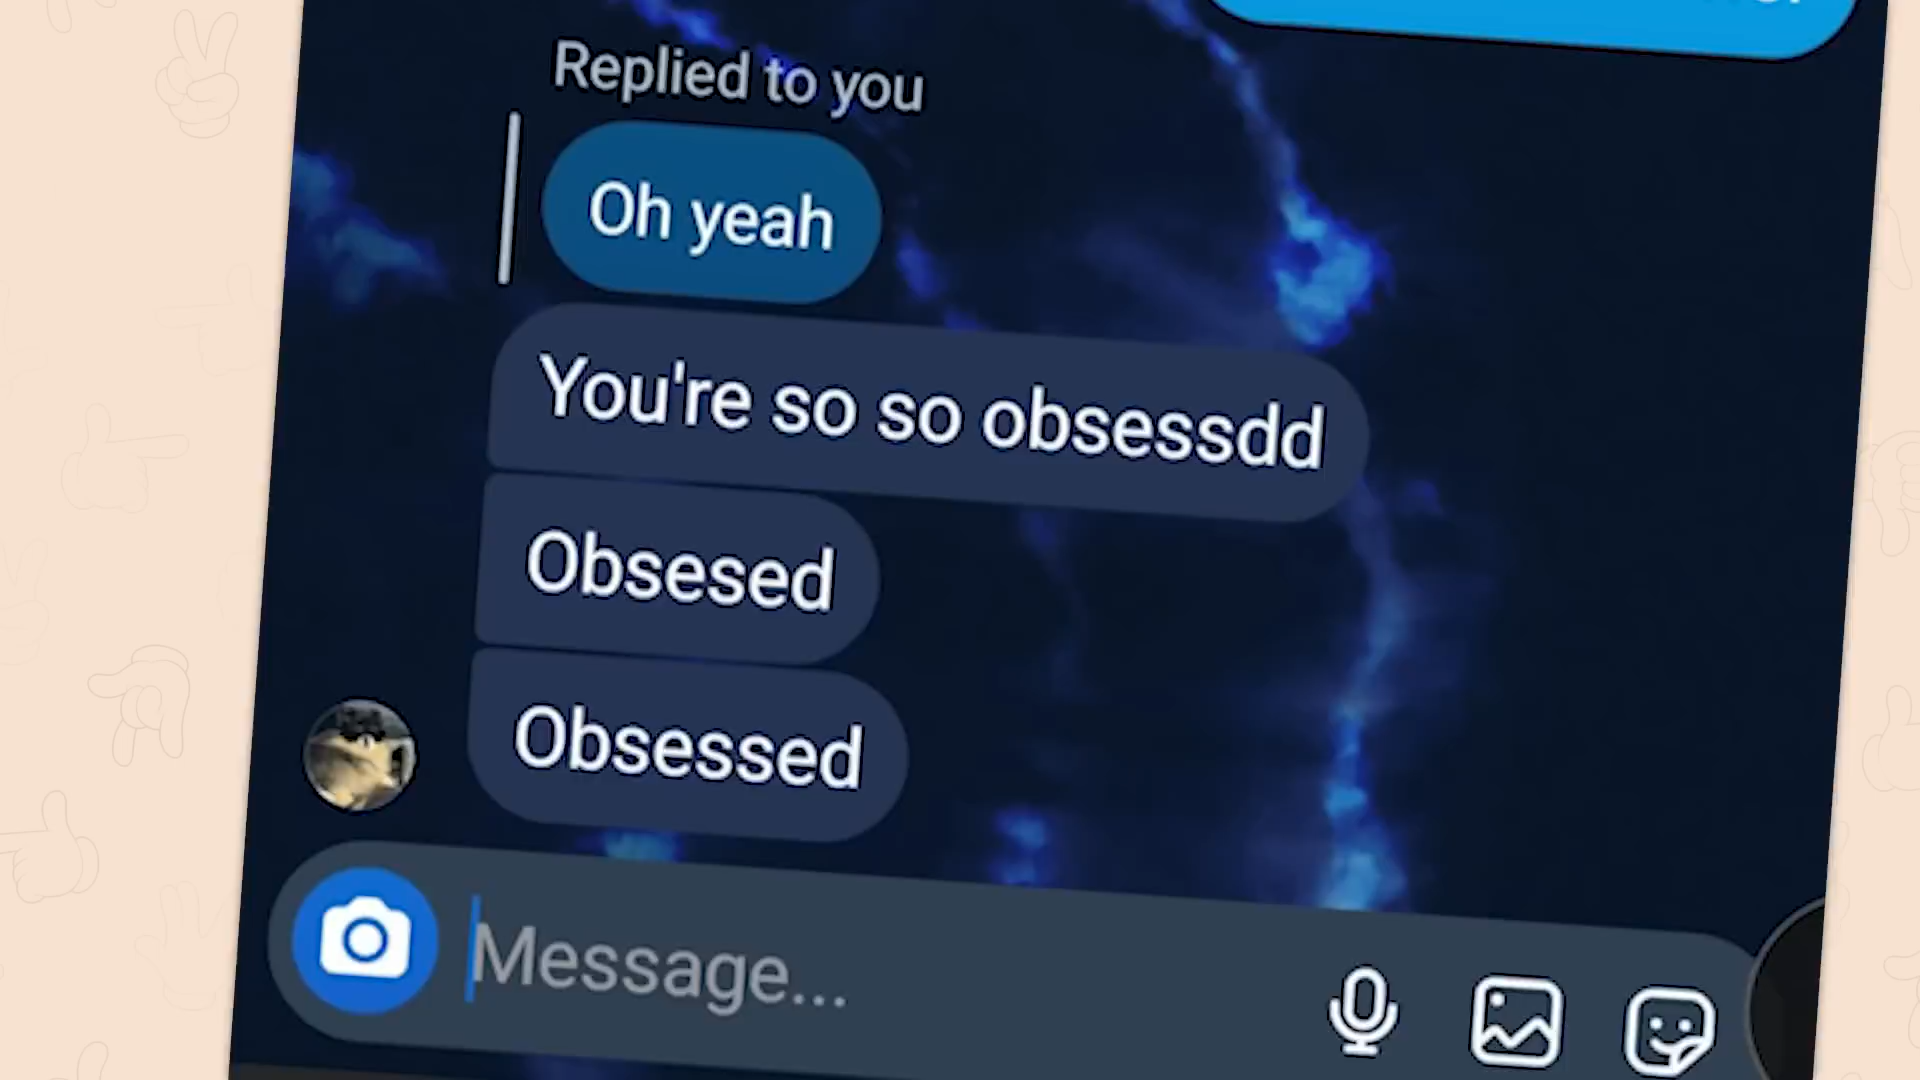 Replied to you
Oh yeah
You're so so obsessdd
Obsesed
Obsessed
Message...